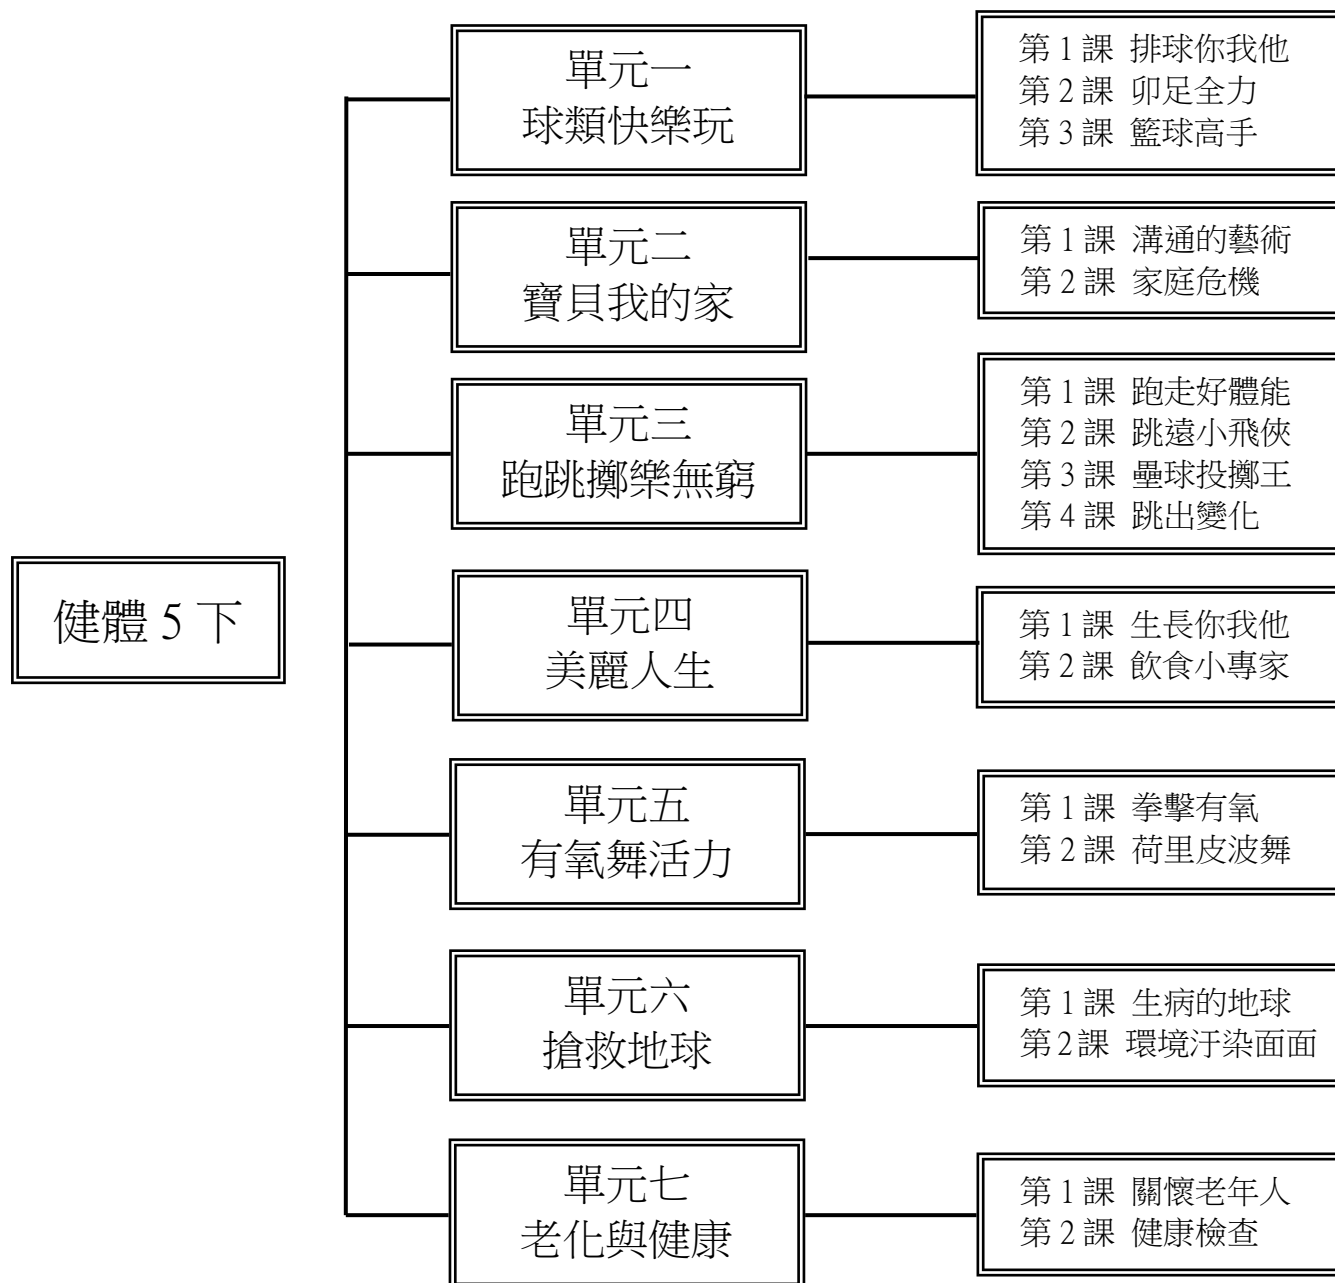 健體 5 下
單元一
球類快樂玩
第 1 課 排球你我他
第 2 課 卯足全力
第 3 課 籃球高手
單元二
寶貝我的家
第 1 課 溝通的藝術
第 2 課 家庭危機
單元三
跑跳擲樂無窮
第 1 課 跑走好體能
第 2 課 跳遠小飛俠
第 3 課 壘球投擲王
第 4 課 跳出變化
單元四
美麗人生
第 1 課 生長你我他
第 2 課 飲食小專家
單元五
有氧舞活力
第 1 課 拳擊有氧
第 2 課 荷里皮波舞
單元六
搶救地球
第 1 課 生病的地球
第2課 環境汙染面面
單元七
老化與健康
第 1 課 關懷老年人
第 2 課 健康檢查